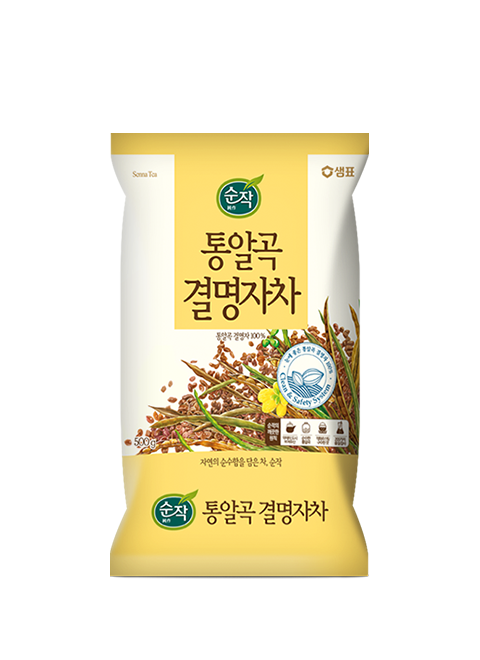 Senna Tea
샘표
순작
통알곡
결명자차
통알곡 결명자 100%
Clean & Safety System
500 g
자연의 순수함을 담은 차, 순작
순작
통알곡 결명자차